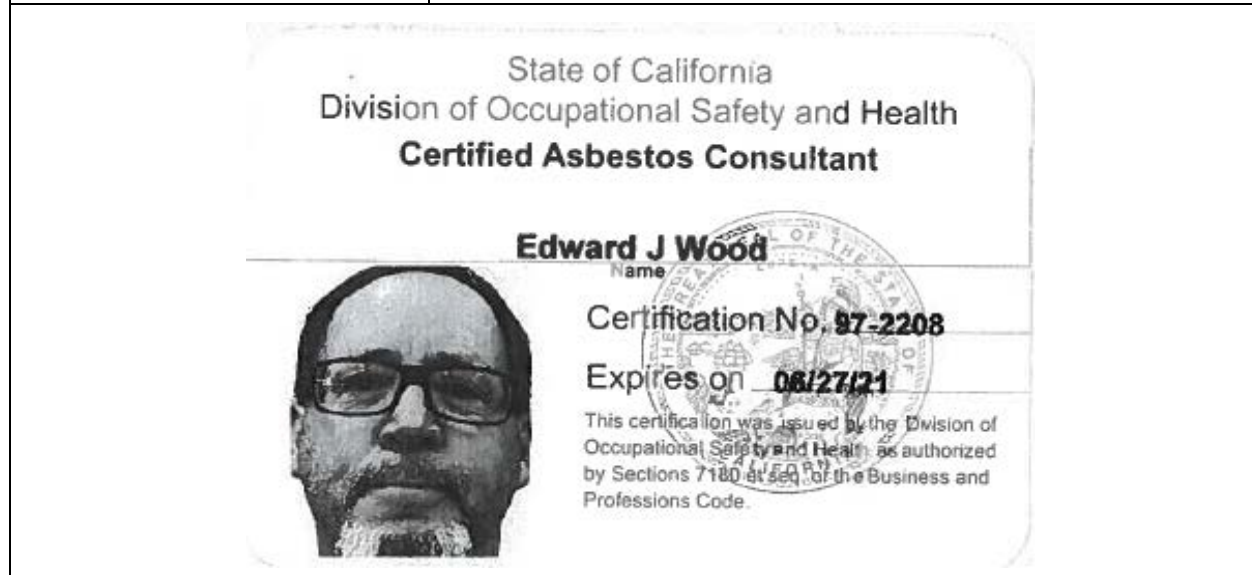 State of California
Division of Occupational Safety and Health
Certified Asbestos Consultant
Edward J Wood
Name
Certification No. 97-2208
Expires on 06/27/21
This certification was issued by the Division of
Occupational Safety and Health as authorized
by Sections 7180 et seq. of the Business and
Professions Code.